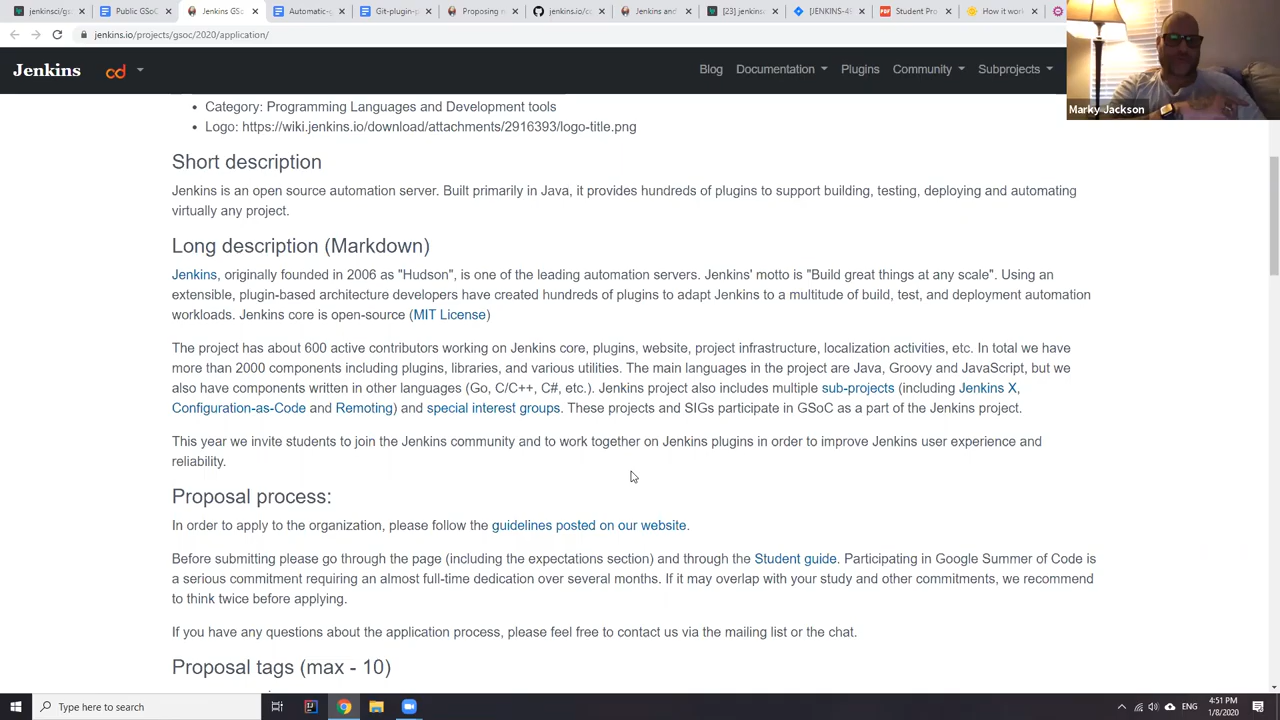 jenkinsci/gs
Public GSoC
Jenkins GSo
Automatic-g
Git-plugin-p
Proposing n
jenkins.io/co
Jenkins and
[23] jenkins
[JENKINS-4
Student Pro
How it work
jenkins.io/projects/gsoc/2020/application/
Jenkins
cd
Blog Documentation Plugins Community Subprojects
Marky Jackson
• Category: Programming Languages and Development tools
• Logo: https://wiki.jenkins.io/download/attachments/2916393/logo-title.png
Short description
Jenkins is an open source automation server. Built primarily in Java, it provides hundreds of plugins to support building, testing, deploying and automating
virtually any project.
Long description (Markdown)
Jenkins, originally founded in 2006 as "Hudson", is one of the leading automation servers. Jenkins' motto is "Build great things at any scale". Using an
extensible, plugin-based architecture developers have created hundreds of plugins to adapt Jenkins to a multitude of build, test, and deployment automation
workloads. Jenkins core is open-source (MIT License)
The project has about 600 active contributors working on Jenkins core, plugins, website, project infrastructure, localization activities, etc. In total we have
more than 2000 components including plugins, libraries, and various utilities. The main languages in the project are Java, Groovy and JavaScript, but we
also have components written in other languages (Go, C/C++, C#, etc.). Jenkins project also includes multiple sub-projects (including Jenkins X,
Configuration-as-Code and Remoting) and special interest groups. These projects and SIGs participate in GSoC as a part of the Jenkins project.
This year we invite students to join the Jenkins community and to work together on Jenkins plugins in order to improve Jenkins user experience and
reliability.
Proposal process:
In order to apply to the organization, please follow the guidelines posted on our website.
Before submitting please go through the page (including the expectations section) and through the Student guide. Participating in Google Summer of Code is
a serious commitment requiring an almost full-time dedication over several months. If it may overlap with your study and other commitments, we recommend
to think twice before applying.
If you have any questions about the application process, please feel free to contact us via the mailing list or the chat.
Proposal tags (max - 10)
Type here to search
ENG
4:51 PM
1/8/2020